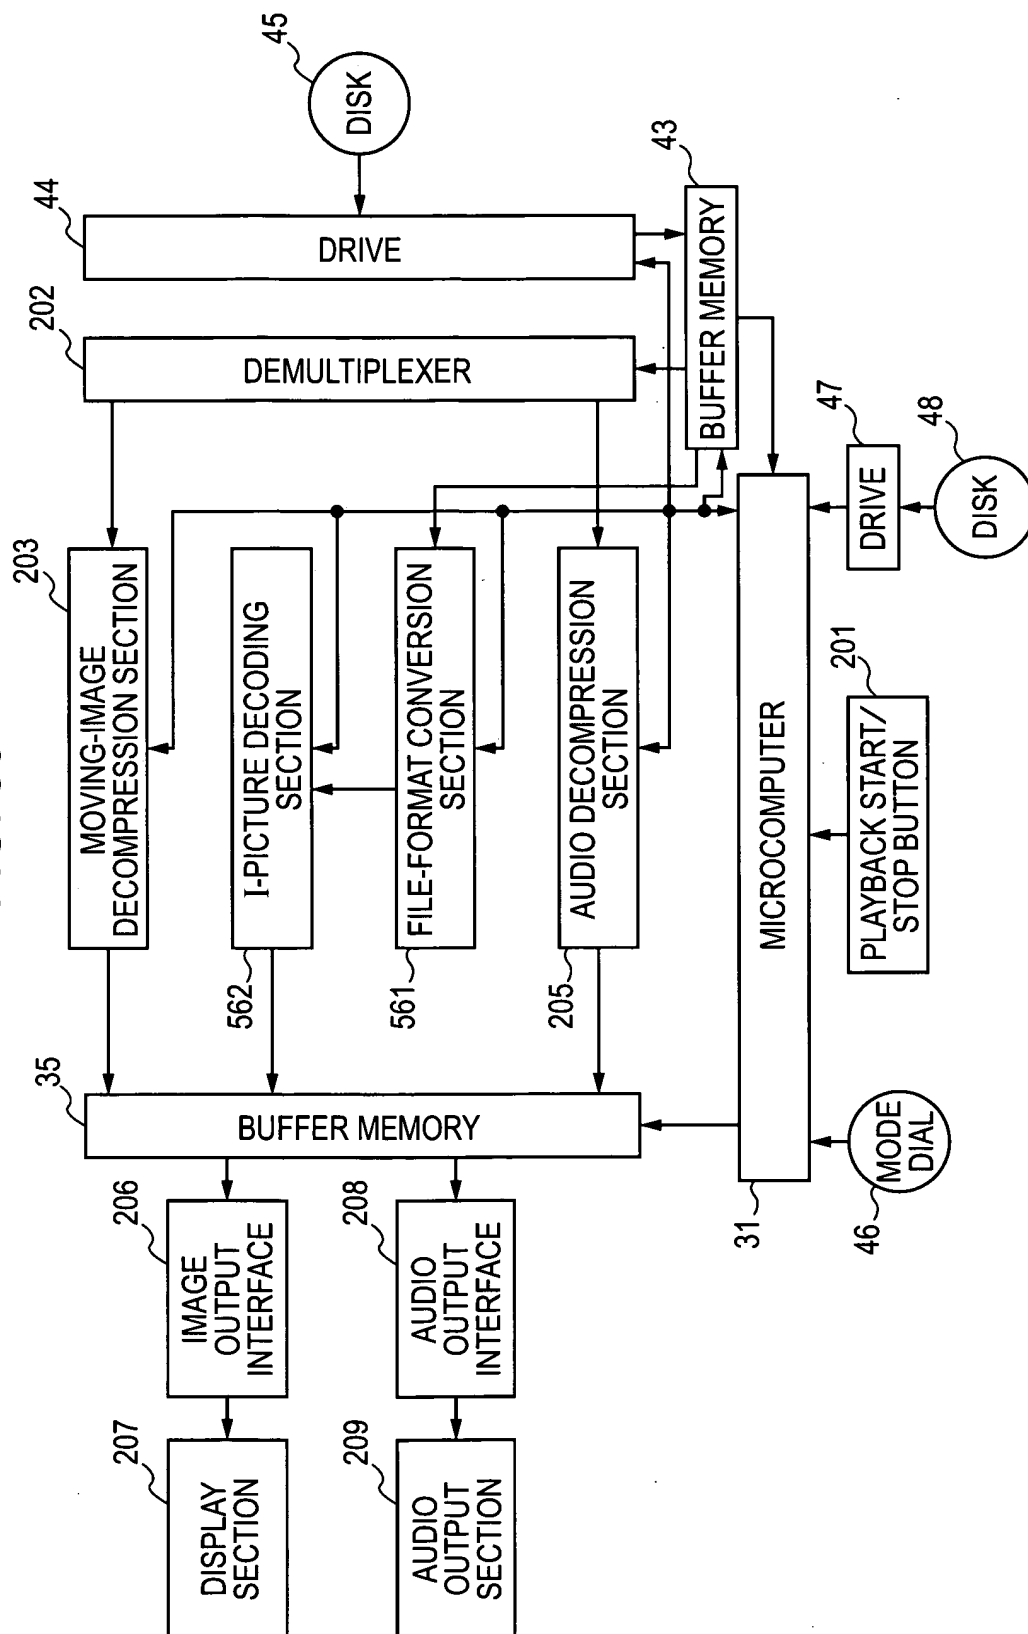 203
MOVING-IMAGE
DECOMPRESSION SECTION
207
DISPLAY
SECTION
206
IMAGE
OUTPUT
INTERFACE
35
BUFFER MEMORY
562
I-PICTURE DECODING
SECTION
202
DEMULTIPLEXER
44
DRIVE
45
DISK
209
AUDIO
OUTPUT
SECTION
208
AUDIO
OUTPUT
INTERFACE
561
FILE-FORMAT CONVERSION
SECTION
205
AUDIO DECOMPRESSION
SECTION
43
BUFFER MEMORY
31
MICROCOMPUTER
46
MODE
DIAL
201
PLAYBACK START/
STOP BUTTON
47
DRIVE
48
DISK